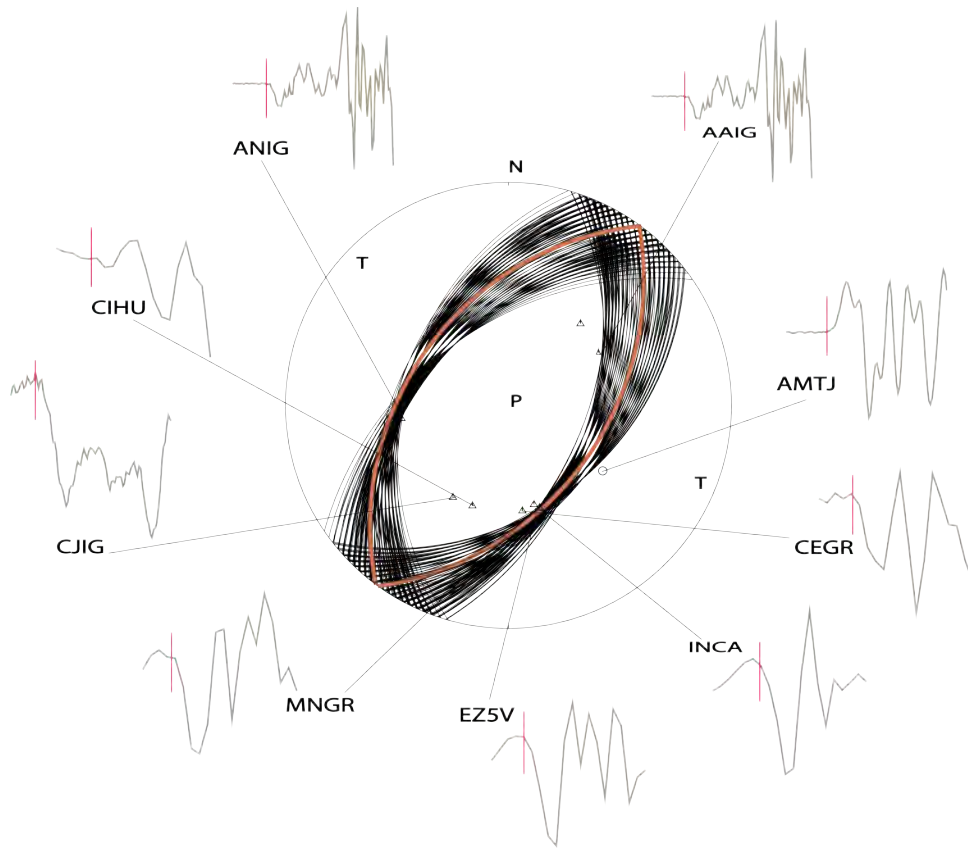 AAIG
ANIG
N
T
CIHU
AMTJ
P
T
CJIG
CEGR
INCA
MNGR
EZ5V